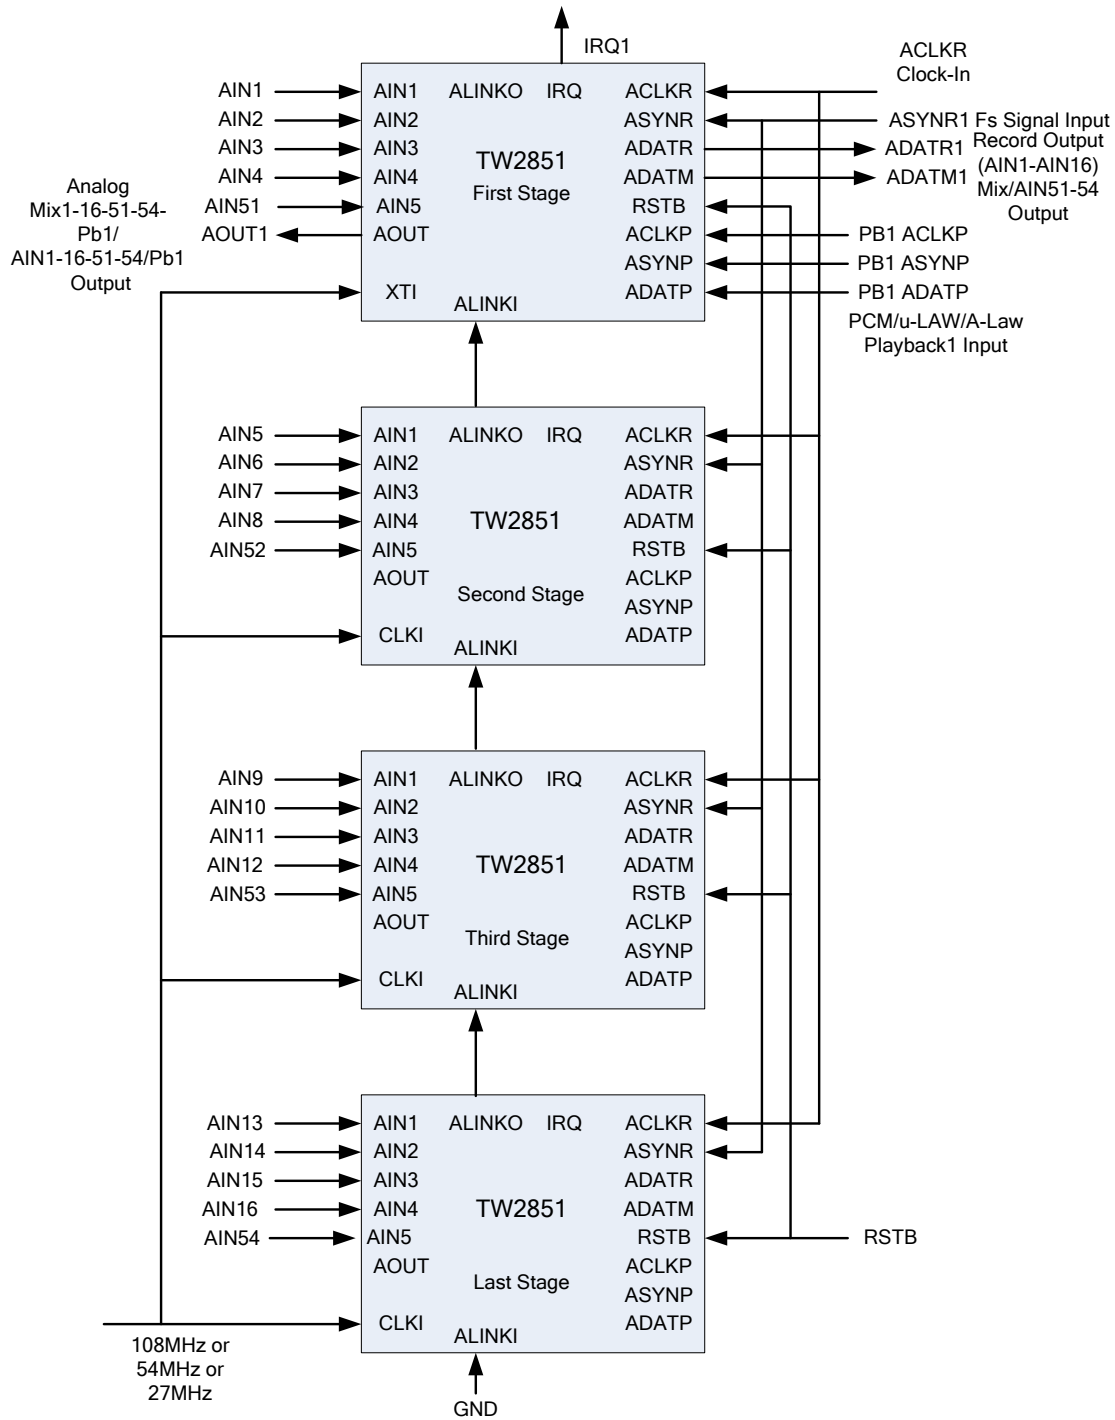 IRQ1
ACLKR
Clock-In
AIN1 AIN1 ALINKO IRQ ACLKR
AIN2 AIN2 ASYNR ASYNR1 Fs Signal Input
AIN3 AIN3 TW2851 ADATR ADATR1 Record Output
(AIN1-AIN16)
AIN4 AIN4 First Stage ADATM ADATM1 Mix/AIN51-54
Output
AIN51 AIN5 RSTB
AOUT1 AOUT ACLKP PB1 ACLKP
Analog
Mix1-16-51-54-
Pb1/
AIN1-16-51-54/Pb1
Output
ASYNP PB1 ASYNP
XTI ADATP PB1 ADATP
ALINKI
PCM/u-LAW/A-Law
Playback1 Input
AIN5 AIN1 ALINKO IRQ ACLKR
AIN6 AIN2 ASYNR
AIN7 AIN3 ADATR
AIN8 AIN4 TW2851 ADATM
AIN52 AIN5 RSTB
AOUT ACLKP
Second Stage
ASYNP
CLKI ADATP
ALINKI
AIN9 AIN1 ALINKO IRQ ACLKR
AIN10 AIN2 ASYNR
AIN11 AIN3 ADATR
AIN12 AIN4 TW2851 ADATM
AIN53 AIN5 RSTB
AOUT ACLKP
Third Stage
ASYNP
CLKI ADATP
ALINKI
AIN13 AIN1 ALINKO IRQ ACLKR
AIN14 AIN2 ASYNR
AIN15 AIN3 ADATR
AIN16 AIN4 TW2851 ADATM
AIN54 AIN5 RSTB RSTB
AOUT ACLKP
Last Stage
ASYNP
CLKI ADATP
ALINKI
108MHz or
54MHz or
27MHz
GND